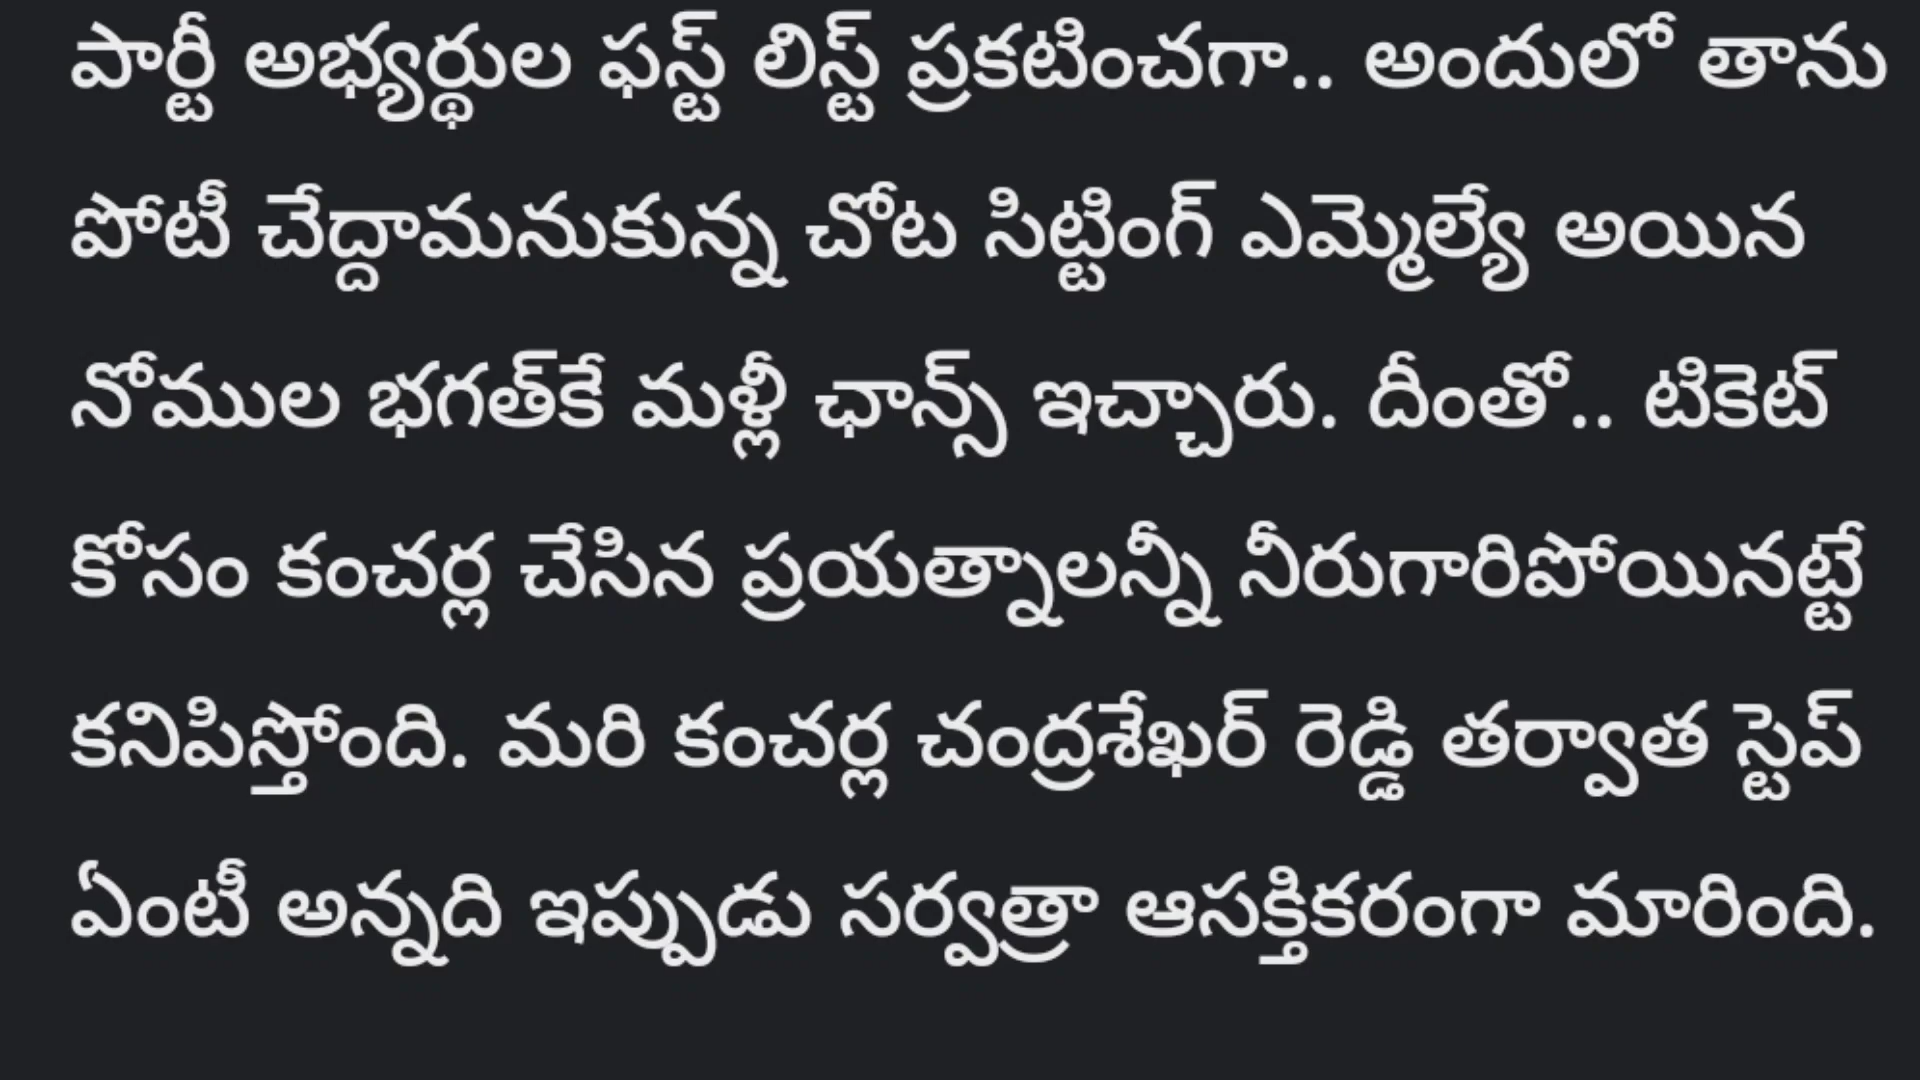 పార్టీ అభ్యర్థుల ఫస్ట్ లిస్ట్ ప్రకటించగా.. అందులో తాను
పోటీ చేద్దామనుకున్న చోట సిట్టింగ్ ఎమ్మెల్యే అయిన
నోముల భగత్‌కే మళ్లీ ఛాన్స్ ఇచ్చారు. దీంతో.. టికెట్
కోసం కంచర్ల చేసిన ప్రయత్నాలన్నీ నీరుగారిపోయినట్టే
కనిపిస్తోంది. మరి కంచర్ల చంద్రశేఖర్ రెడ్డి తర్వాత స్టెప్
ఏంటీ అన్నది ఇప్పుడు సర్వత్రా ఆసక్తికరంగా మారింది.